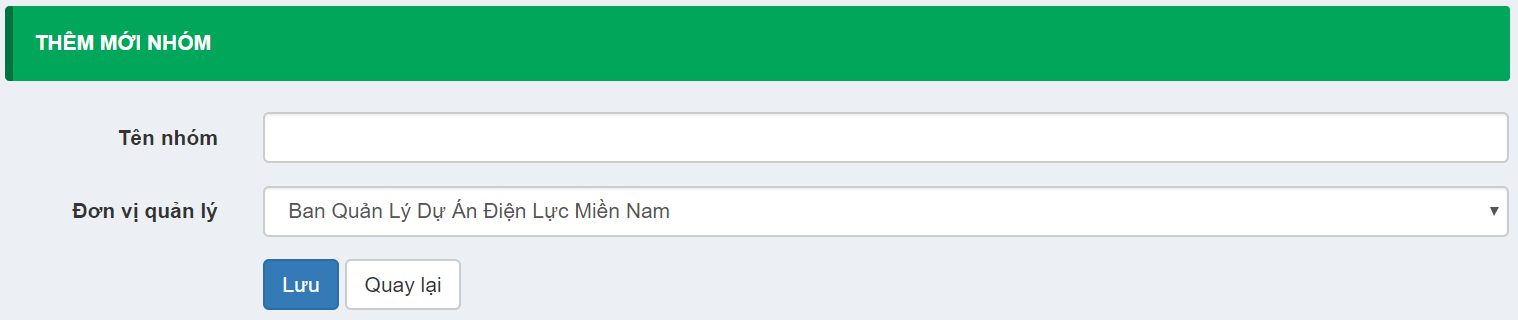 THÊM MỚI NHÓM
Tên nhóm
Đơn vị quản lý
Ban Quản Lý Dự Án Điện Lực Miền Nam
Lưu
Quay lại